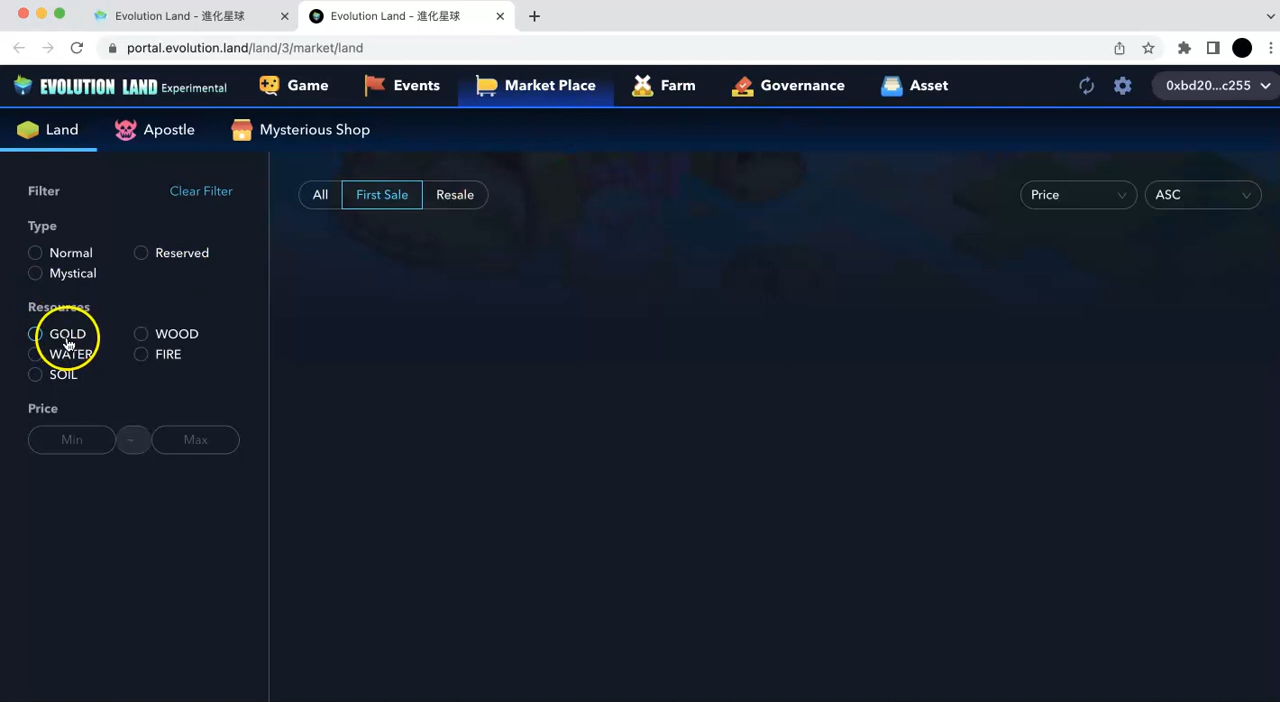 Evolution Land - 進化星球
Evolution Land - 進化星球
portal.evolution.land/land/3/market/land
EVOLUTION LAND Experimental
Game
Events
Market Place
Farm
Governance
Asset
0xbd20...c255
Land
Apostle
Mysterious Shop
Filter
Clear Filter
All
First Sale
Resale
Price
ASC
Type
Normal
Reserved
Mystical
Resources
GOLD
WOOD
WATER
FIRE
SOIL
Price
Min
~
Max